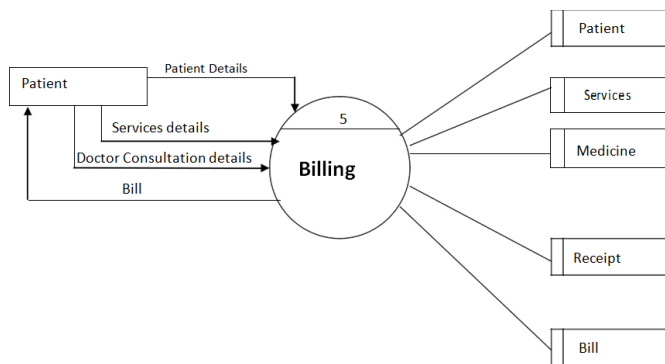 Patient
Patient Details
Patient
5
Services
Services details
Medicine
Doctor Consultation details
Billing
Bill
Receipt
Bill